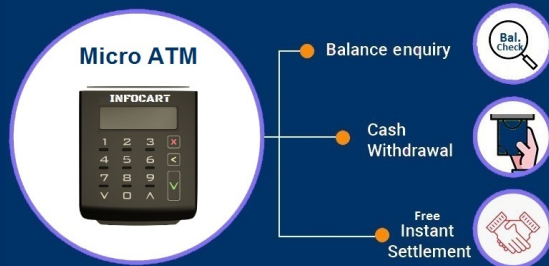 Micro ATM
INFOCART
1 2 3 X
4 5 6 <
7 8 9
0
Balance enquiry
Bal.
Check
Cash
Withdrawal
Free
Instant
Settlement